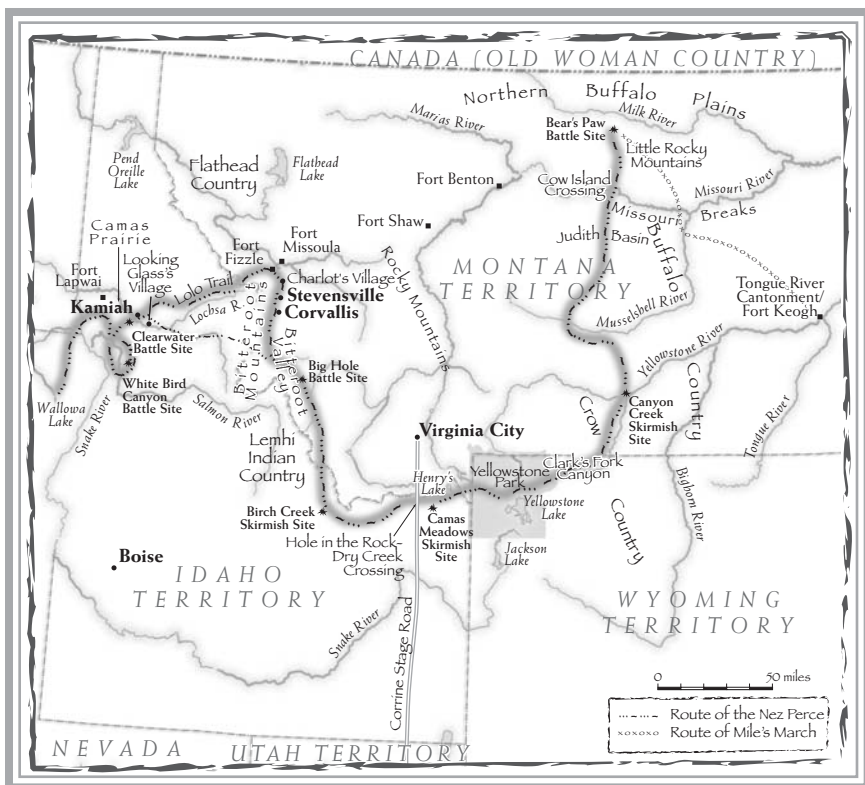 CANADA (OLD WOMAN COUNTRY)
Northern Buffalo Plains
Marias River
Milk River
Bear's Paw
Battle Site
Little Rocky
Mountains
Pend
Oreille
Lake
Flathead
Country
Flathead
Lake
Fort Benton
Cow Island
Crossing
Missouri River
Missouri Breaks
Camas
Prairie
Fort Shaw
Fort
Missoula
Fort
Fizzle
Looking
Glass's
Village
Judith Basin
Buffalo
Fort
Lapwai
Lolo Trail
Charlot's Village
Rocky Mountains
MONTANA
TERRITORY
Tongue River
Cantonment/
Fort Keogh
Kamiah
Lochsa R
Stevensville
Corvallis
Musselshell River
Clearwater
Battle Site
Bitteroot
Mountains
Bitteroot
Valley
Yellowstone River
Big Hole
Battle Site
White Bird
Canyon
Battle Site
Wallowa
Lake
Snake River
Salmon River
Country
Canyon
Creek
Skirmish
Site
Crow
Tongue River
Lemhi
Indian
Country
Virginia City
Henry's
Lake
Yellowstone
Park
Clark's Fork
Canyon
Bighorn River
Birch Creek
Skirmish Site
Yellowstone
Lake
Camas
Meadows
Skirmish
Site
Country
Hole in the Rock-
Dry Creek
Crossing
Jackson
Lake
Boise
IDAHO
TERRITORY
WYOMING
TERRITORY
Snake River
Corrine Stage Road
0 50 miles
Route of the Nez Perce
xoxoxoxo Route of Mile's March
NEVADA
UTAH TERRITORY